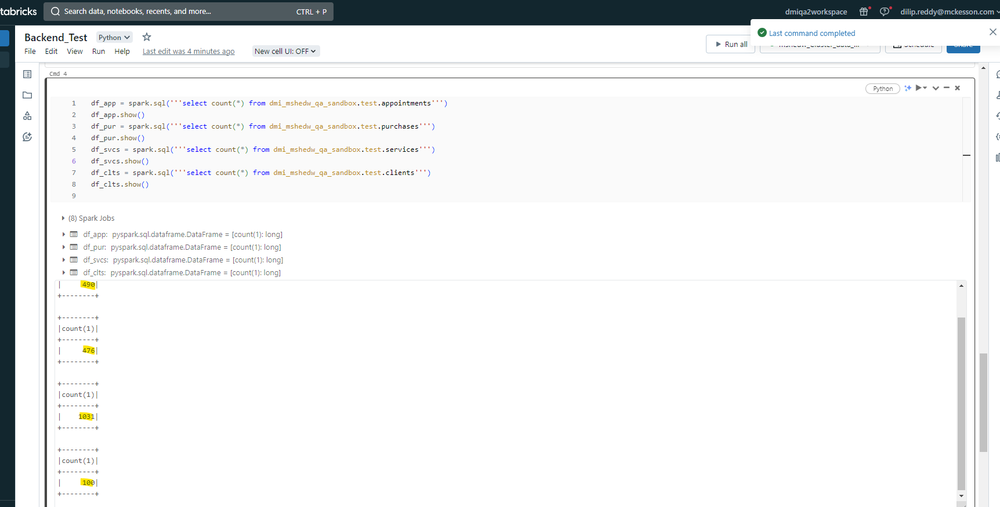 tabricks
Search data, notebooks, recents, and more...
CTRL + P
dmiqa2workspace
dilip.reddy@mckesson.com
Last command completed
Backend_Test
Python
File Edit View Run Help
Last edit was 4 minutes ago
New cell UI: OFF
Run all
Cmd 4
Python
1 df_app = spark.sql('''select count(*) from dmi_mshedw_qa_sandbox.test.appointments''')
2 df_app.show()
3 df_pur = spark.sql('''select count(*) from dmi_mshedw_qa_sandbox.test.purchases''')
4 df_pur.show()
5 df_svcs = spark.sql('''select count(*) from dmi_mshedw_qa_sandbox.test.services''')
6 df_svcs.show()
7 df_clts = spark.sql('''select count(*) from dmi_mshedw_qa_sandbox.test.clients''')
8 df_clts.show()
9
(8) Spark Jobs
df_app: pyspark.sql.dataframe.DataFrame = [count(1): long]
df_pur: pyspark.sql.dataframe.DataFrame = [count(1): long]
df_svcs: pyspark.sql.dataframe.DataFrame = [count(1): long]
df_clts: pyspark.sql.dataframe.DataFrame = [count(1): long]
|     490|
+--------+
+--------+
|count(1)|
+--------+
|     476|
+--------+
+--------+
|count(1)|
+--------+
|    1031|
+--------+
+--------+
|count(1)|
+--------+
|     100|
+--------+